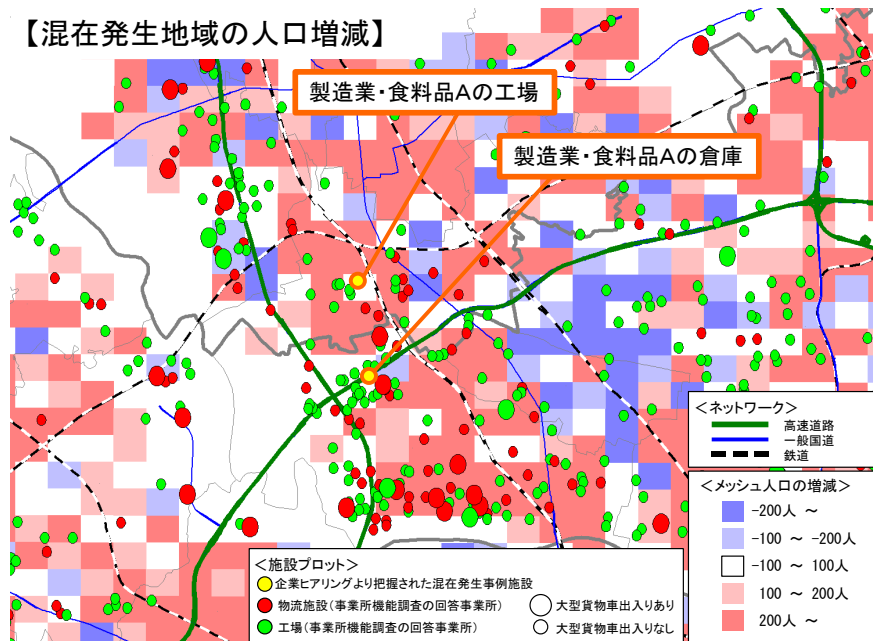 【混在発生地域の人口増減】
製造業・食料品Aの工場
製造業・食料品Aの倉庫
＜ネットワーク＞
高速道路
一般国道
鉄道
＜メッシュ人口の増減＞
-200人 ～
-100 ～ -200人
-100 ～ 100人
100 ～ 200人
200人 ～
＜施設プロット＞
企業ヒアリングより把握された混在発生事例施設
物流施設（事業所機能調査の回答事業所）
大型貨物車出入りあり
工場（事業所機能調査の回答事業所）
大型貨物車出入りなし